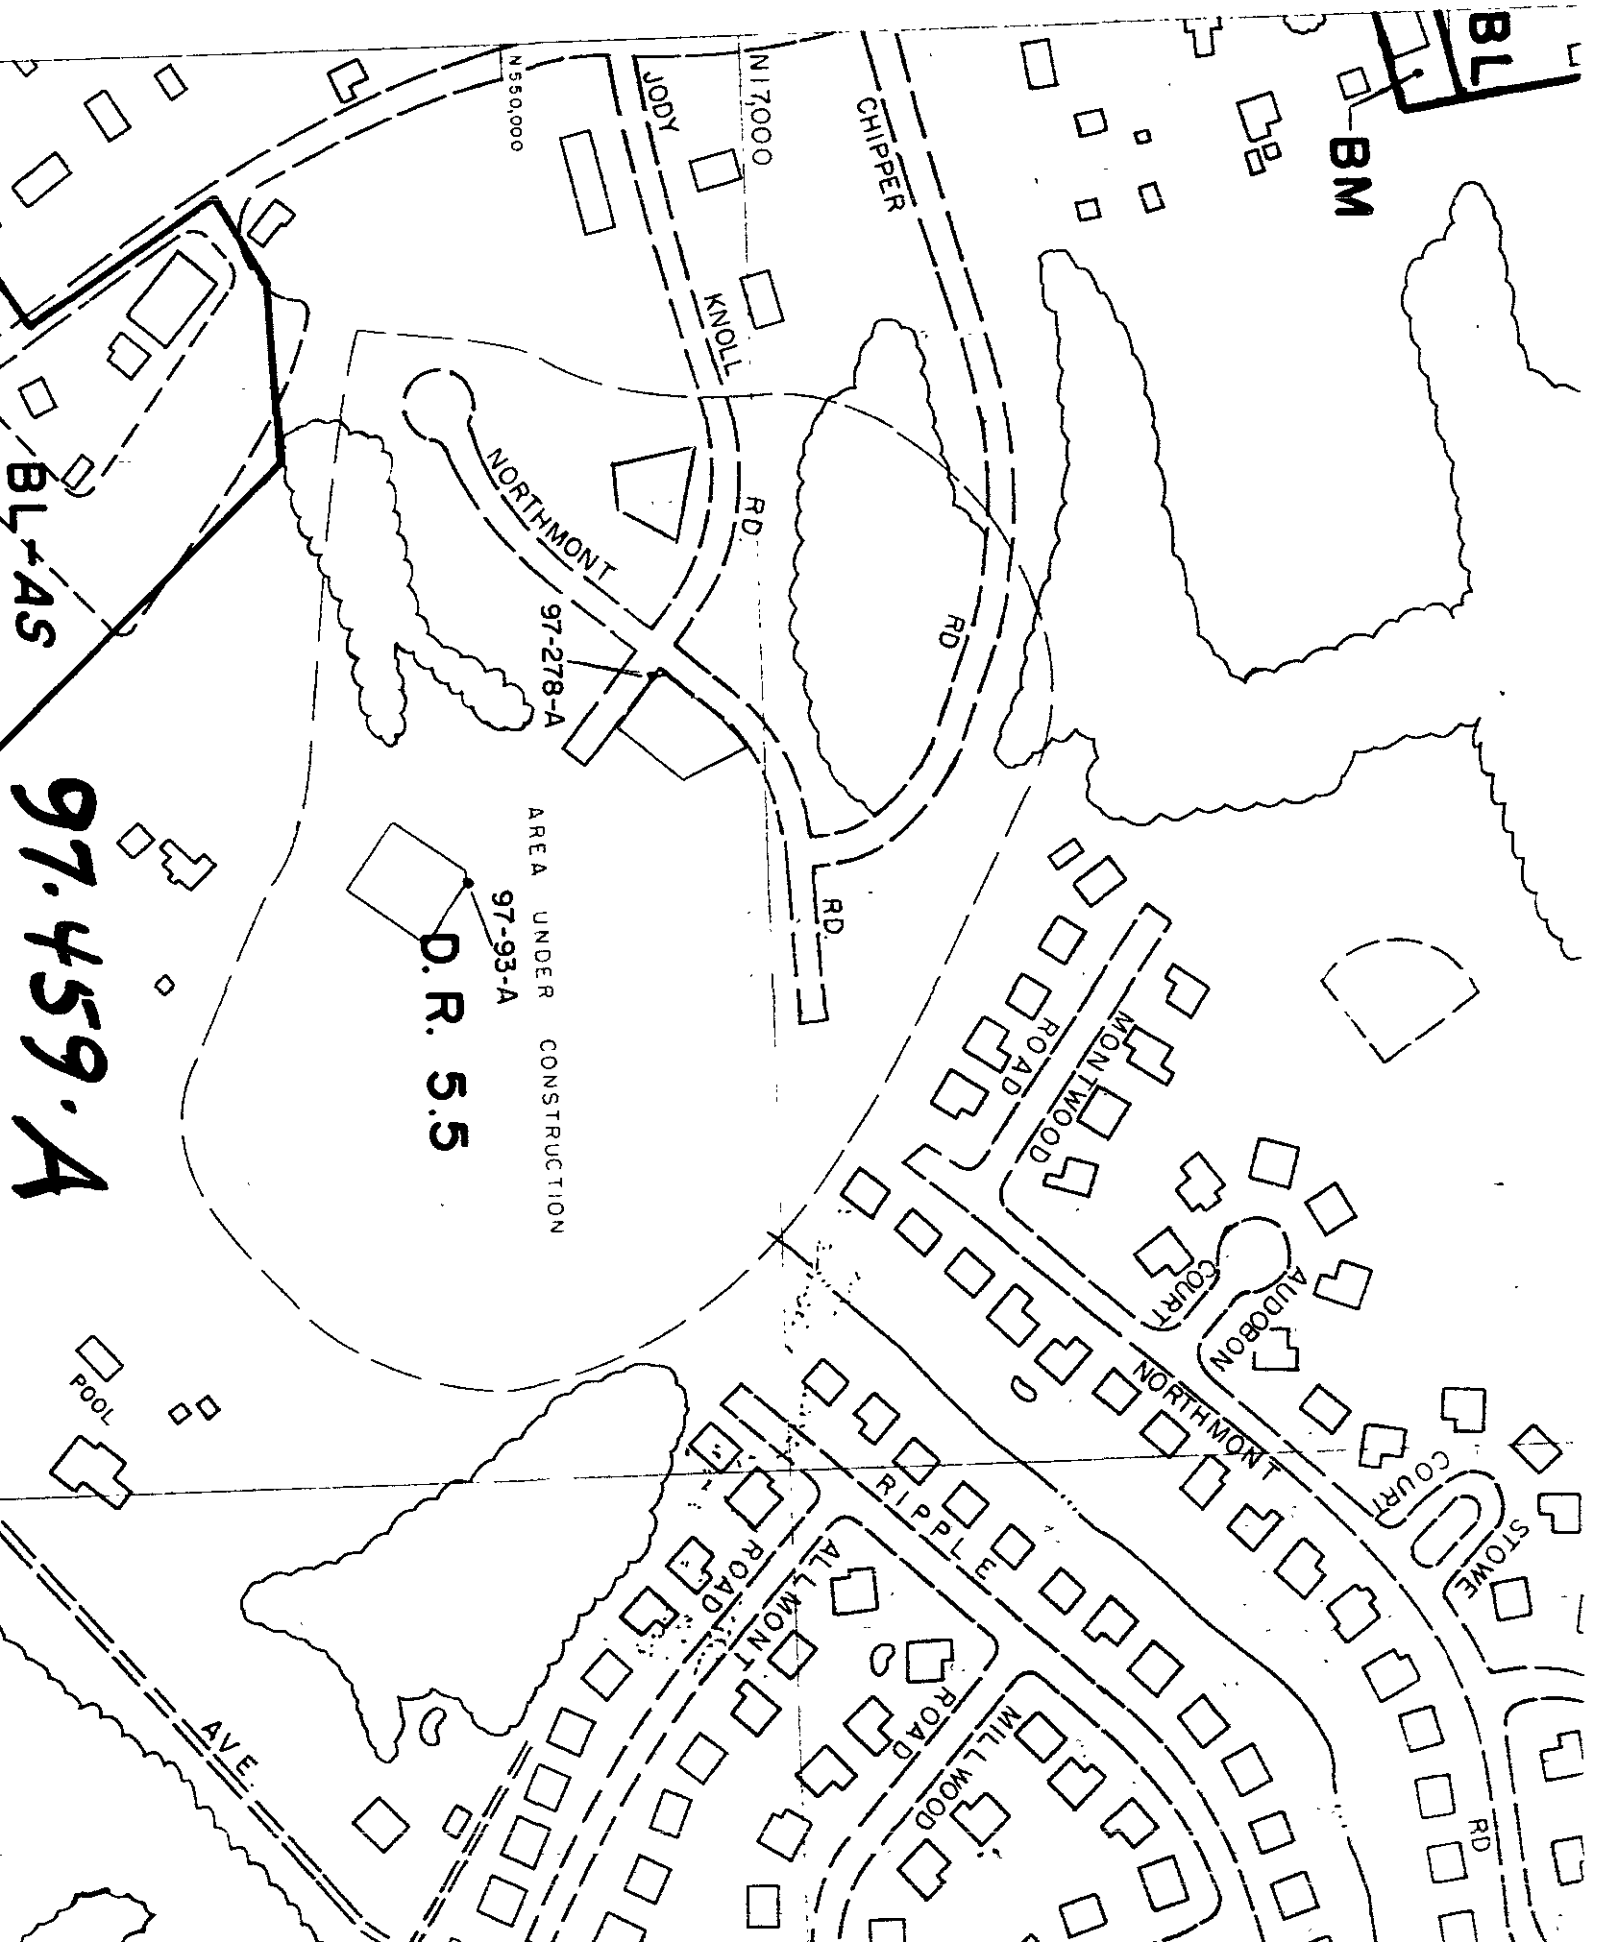 BL
BM
N 550,000
JODY
KNOLL
RD.
N 17,000
CHIPPER
RD
NORTHMONT
RD.
97-278-A
BL-AS
97.459.A
97-93-A
D.R. 5.5
AREA UNDER CONSTRUCTION
MONTWOOD
ROAD
AUDOBON
COURT
NORTHMONT
RD
STOWE
COURT
RIPPLE
ALLMONT
ROAD
MILLWOOD
ROAD
POOL
AVE.